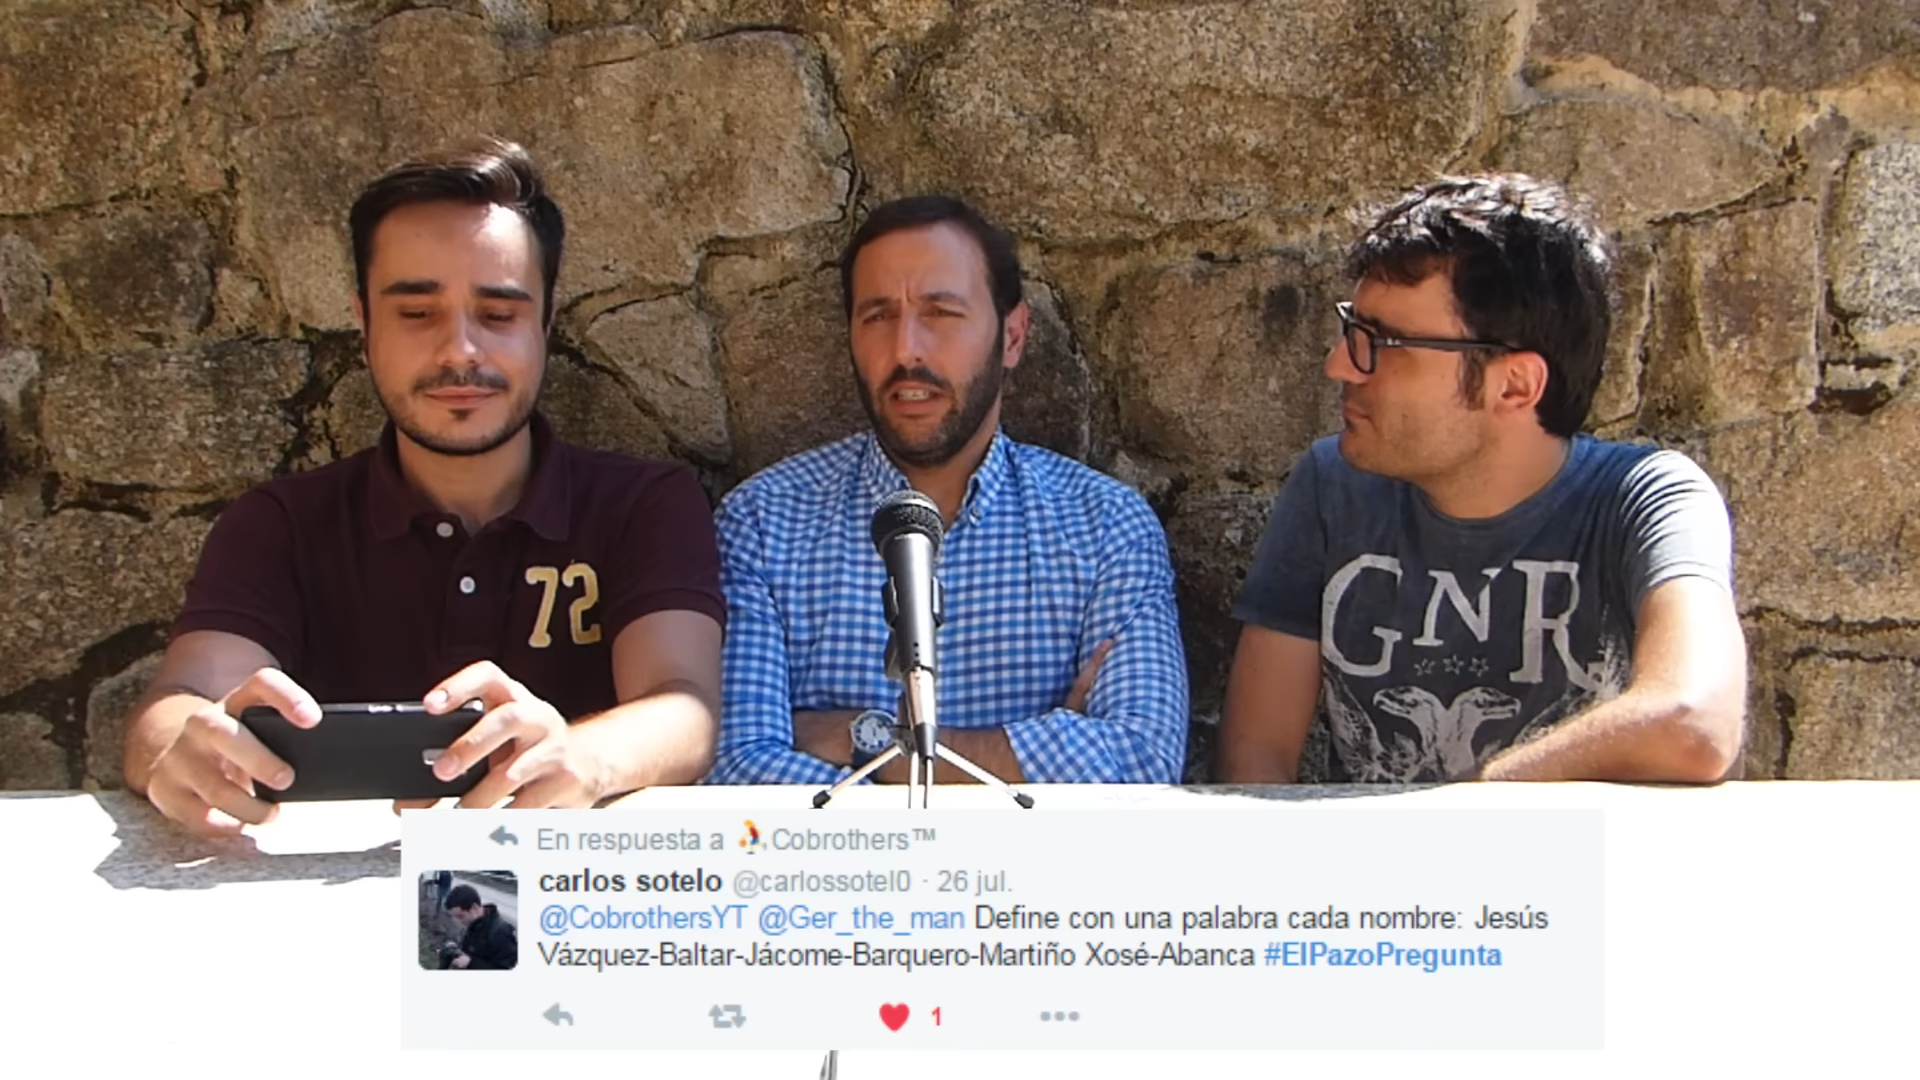 72
GNR
En respuesta a Cobrothers™
carlos sotelo @carlossotel0 · 26 jul.
@CobrothersYT @Ger_the_man Define con una palabra cada nombre: Jesús
Vázquez-Baltar-Jácome-Barquero-Martiño Xosé-Abanca #ElPazoPregunta
1